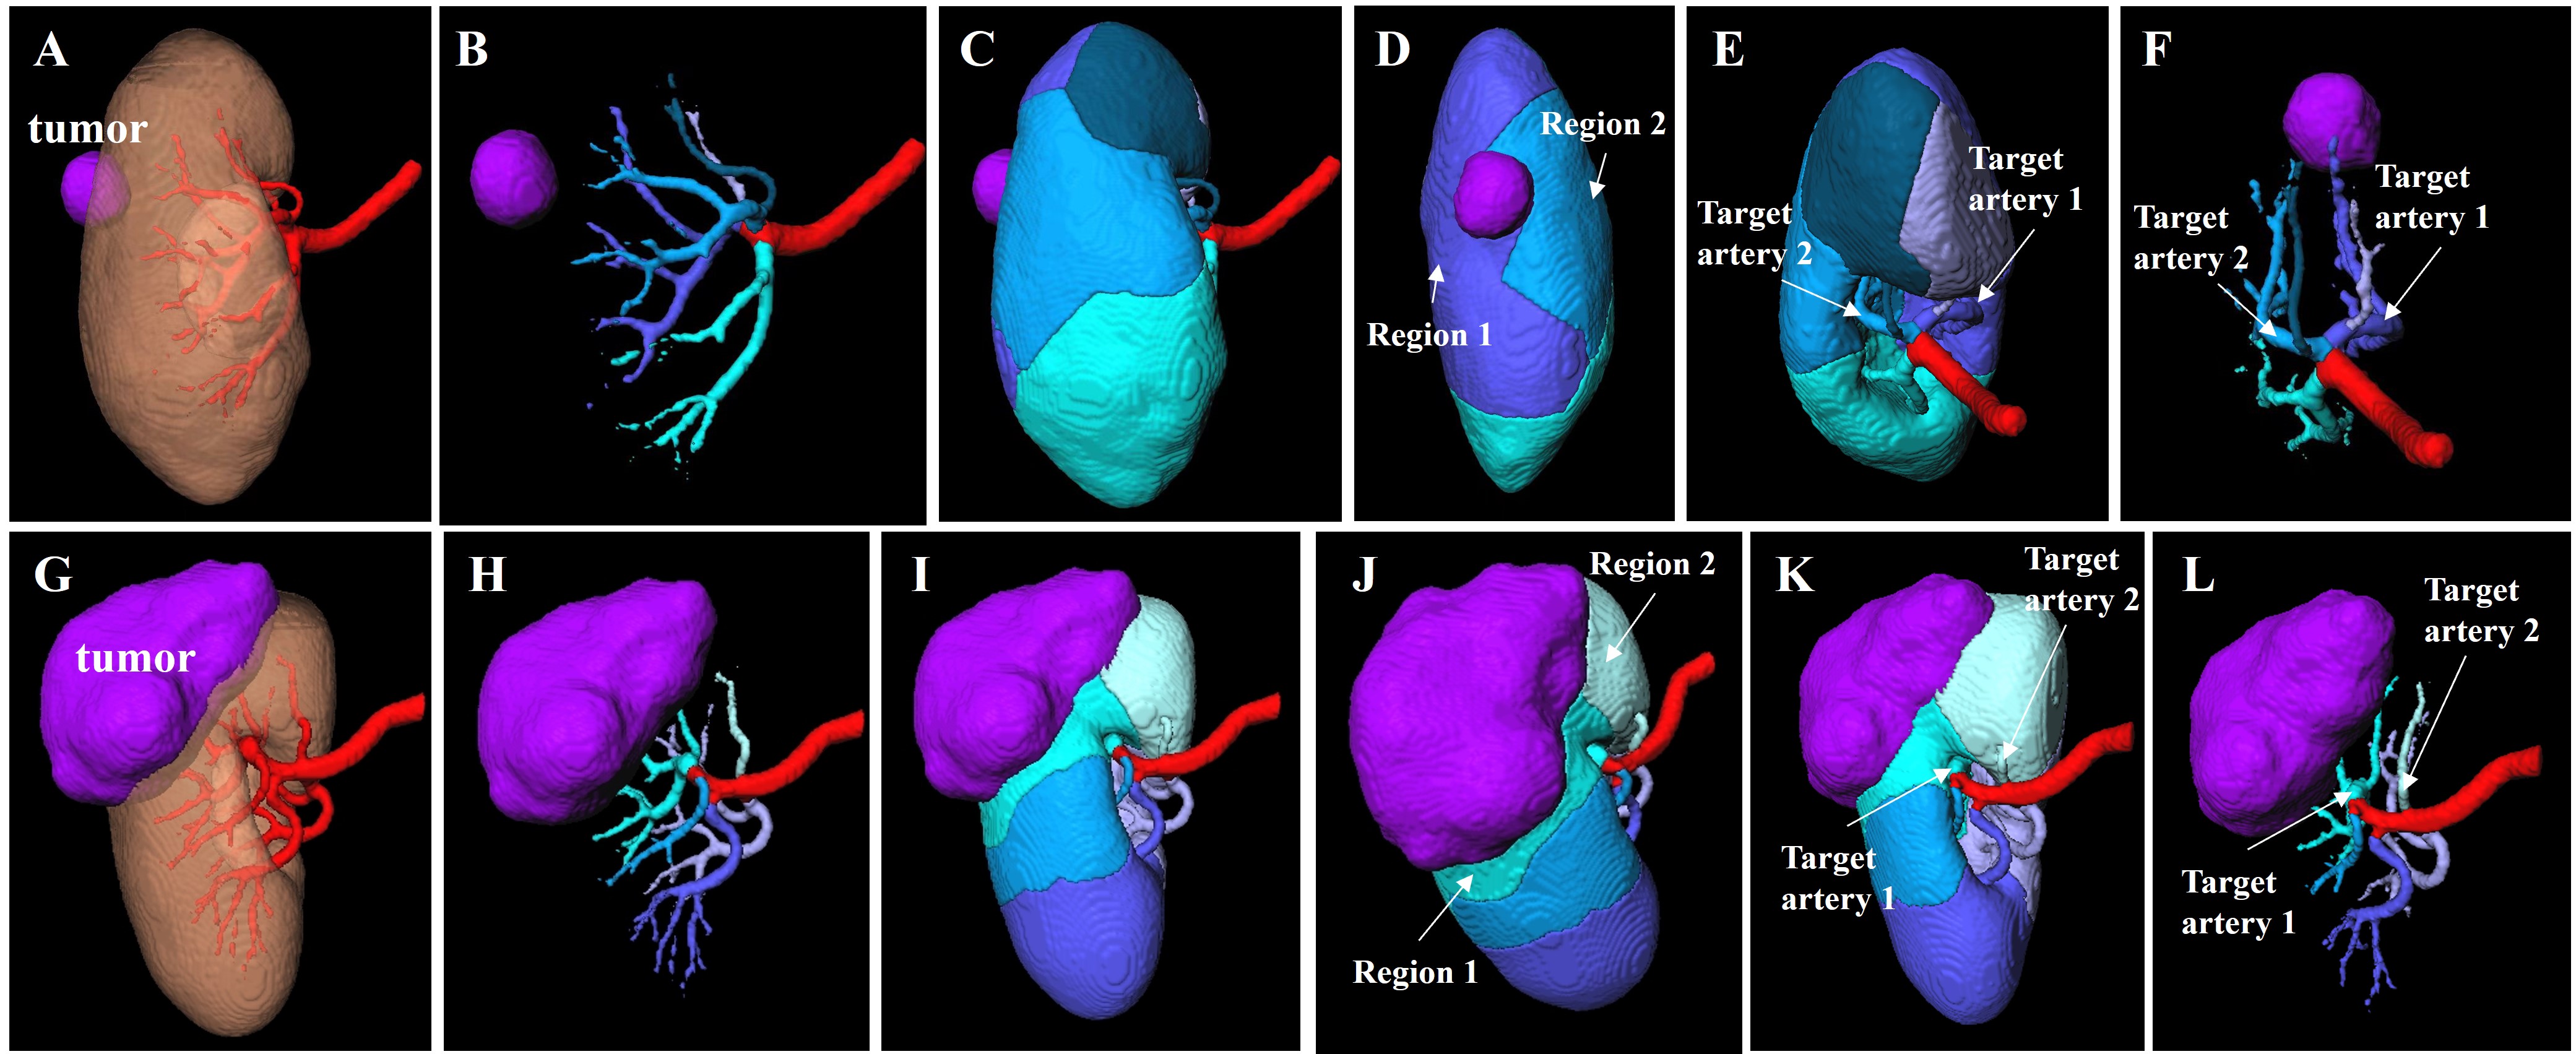 A
tumor
B
C
D
Region 2
Region 1
E
Target
artery 1
Target
artery 2
F
Target
artery 1
Target
artery 2
G
tumor
H
I
J
Region 2
Region 1
K
Target
artery 2
Target
artery 1
L
Target
artery 2
Target
artery 1